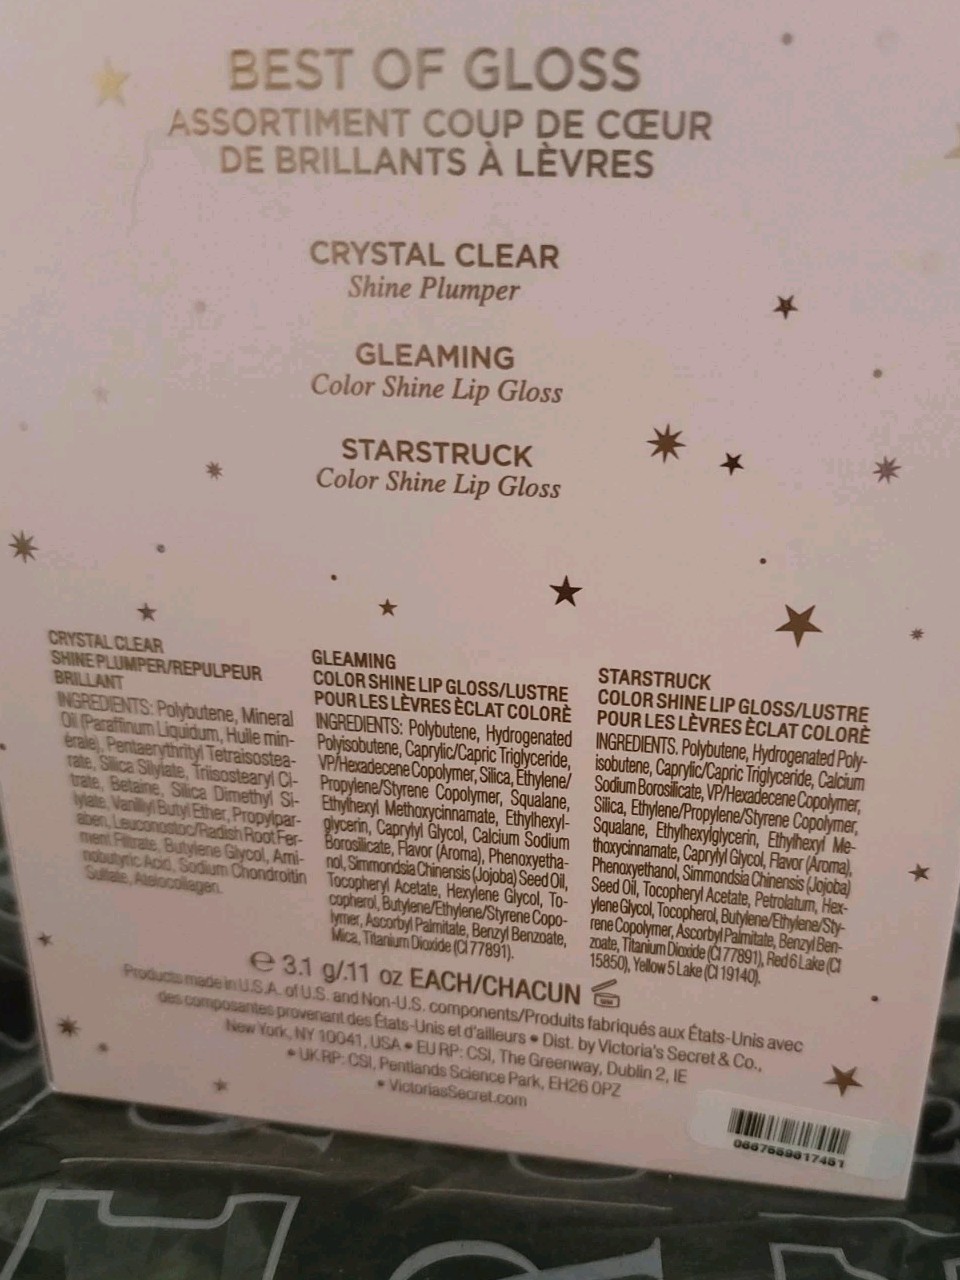 BEST OF GLOSS
ASSORTIMENT COUP DE CŒUR
DE BRILLANTS À LÈVRES
CRYSTAL CLEAR
Shine Plumper
GLEAMING
Color Shine Lip Gloss
STARSTRUCK
Color Shine Lip Gloss
CRYSTAL CLEAR
SHINE PLUMPER/REPULPEUR
BRILLANT
INGREDIENTS: Polybutene, Mineral
Oil (Paraffinum Liquidum, Huile min-
érale), Pentaerythrityl Tetraisostea-
rate, Silica Silylate, Triisostearyl Ci-
trate, Betaine, Silica Dimethyl Si-
lylate, Vanillyl Butyl Ether, Propylpar-
aben, Leuconostoc/Radish Root Fer-
ment Filtrate, Butylene Glycol, Ami-
nobutyric Acid, Sodium Chondroitin
Sulfate, Atelocollagen.
GLEAMING
COLOR SHINE LIP GLOSS/LUSTRE
POUR LES LÈVRES ÈCLAT COLORÈ
INGREDIENTS: Polybutene, Hydrogenated
Polyisobutene, Caprylic/Capric Triglyceride,
VP/Hexadecene Copolymer, Silica, Ethylene/
Propylene/Styrene Copolymer, Squalane,
Ethylhexyl Methoxycinnamate, Ethylhexyl-
glycerin, Caprylyl Glycol, Calcium Sodium
Borosilicate, Flavor (Aroma), Phenoxyetha-
nol, Simmondsia Chinensis (Jojoba) Seed Oil,
Tocopheryl Acetate, Hexylene Glycol, To-
copherol, Butylene/Ethylene/Styrene Copo-
lymer, Ascorbyl Palmitate, Benzyl Benzoate,
Mica, Titanium Dioxide (CI 77891).
STARSTRUCK
COLOR SHINE LIP GLOSS/LUSTRE
POUR LES LÈVRES ÈCLAT COLORÈ
INGREDIENTS. Polybutene, Hydrogenated Poly-
isobutene, Caprylic/Capric Triglyceride, Calcium
Sodium Borosilicate, VP/Hexadecene Copolymer,
Silica, Ethylene/Propylene/Styrene Copolymer,
Squalane, Ethylhexylglycerin, Ethylhexyl Me-
thoxycinnamate, Caprylyl Glycol, Flavor (Aroma),
Phenoxyethanol, Simmondsia Chinensis (Jojoba)
Seed Oil, Tocopheryl Acetate, Petrolatum, Hex-
ylene Glycol, Tocopherol, Butylene/Ethylene/Sty-
rene Copolymer, Ascorbyl Palmitate, Benzyl Ben-
zoate, Titanium Dioxide (CI 77891), Red 6 Lake (CI
15850), Yellow 5 Lake (CI 19140).
℮ 3.1 g/.11 oz EACH/CHACUN
Products made in U.S.A. of U.S. and Non-U.S. components/Produits fabriqués aux États-Unis avec
des composantes provenant des États-Unis et d'ailleurs • Dist. by Victoria's Secret & Co.,
New York, NY 10041, USA • EU RP: CSI, The Greenway, Dublin 2, IE
• UK RP: CSI, Pentlands Science Park, EH26 0PZ
• VictoriasSecret.com